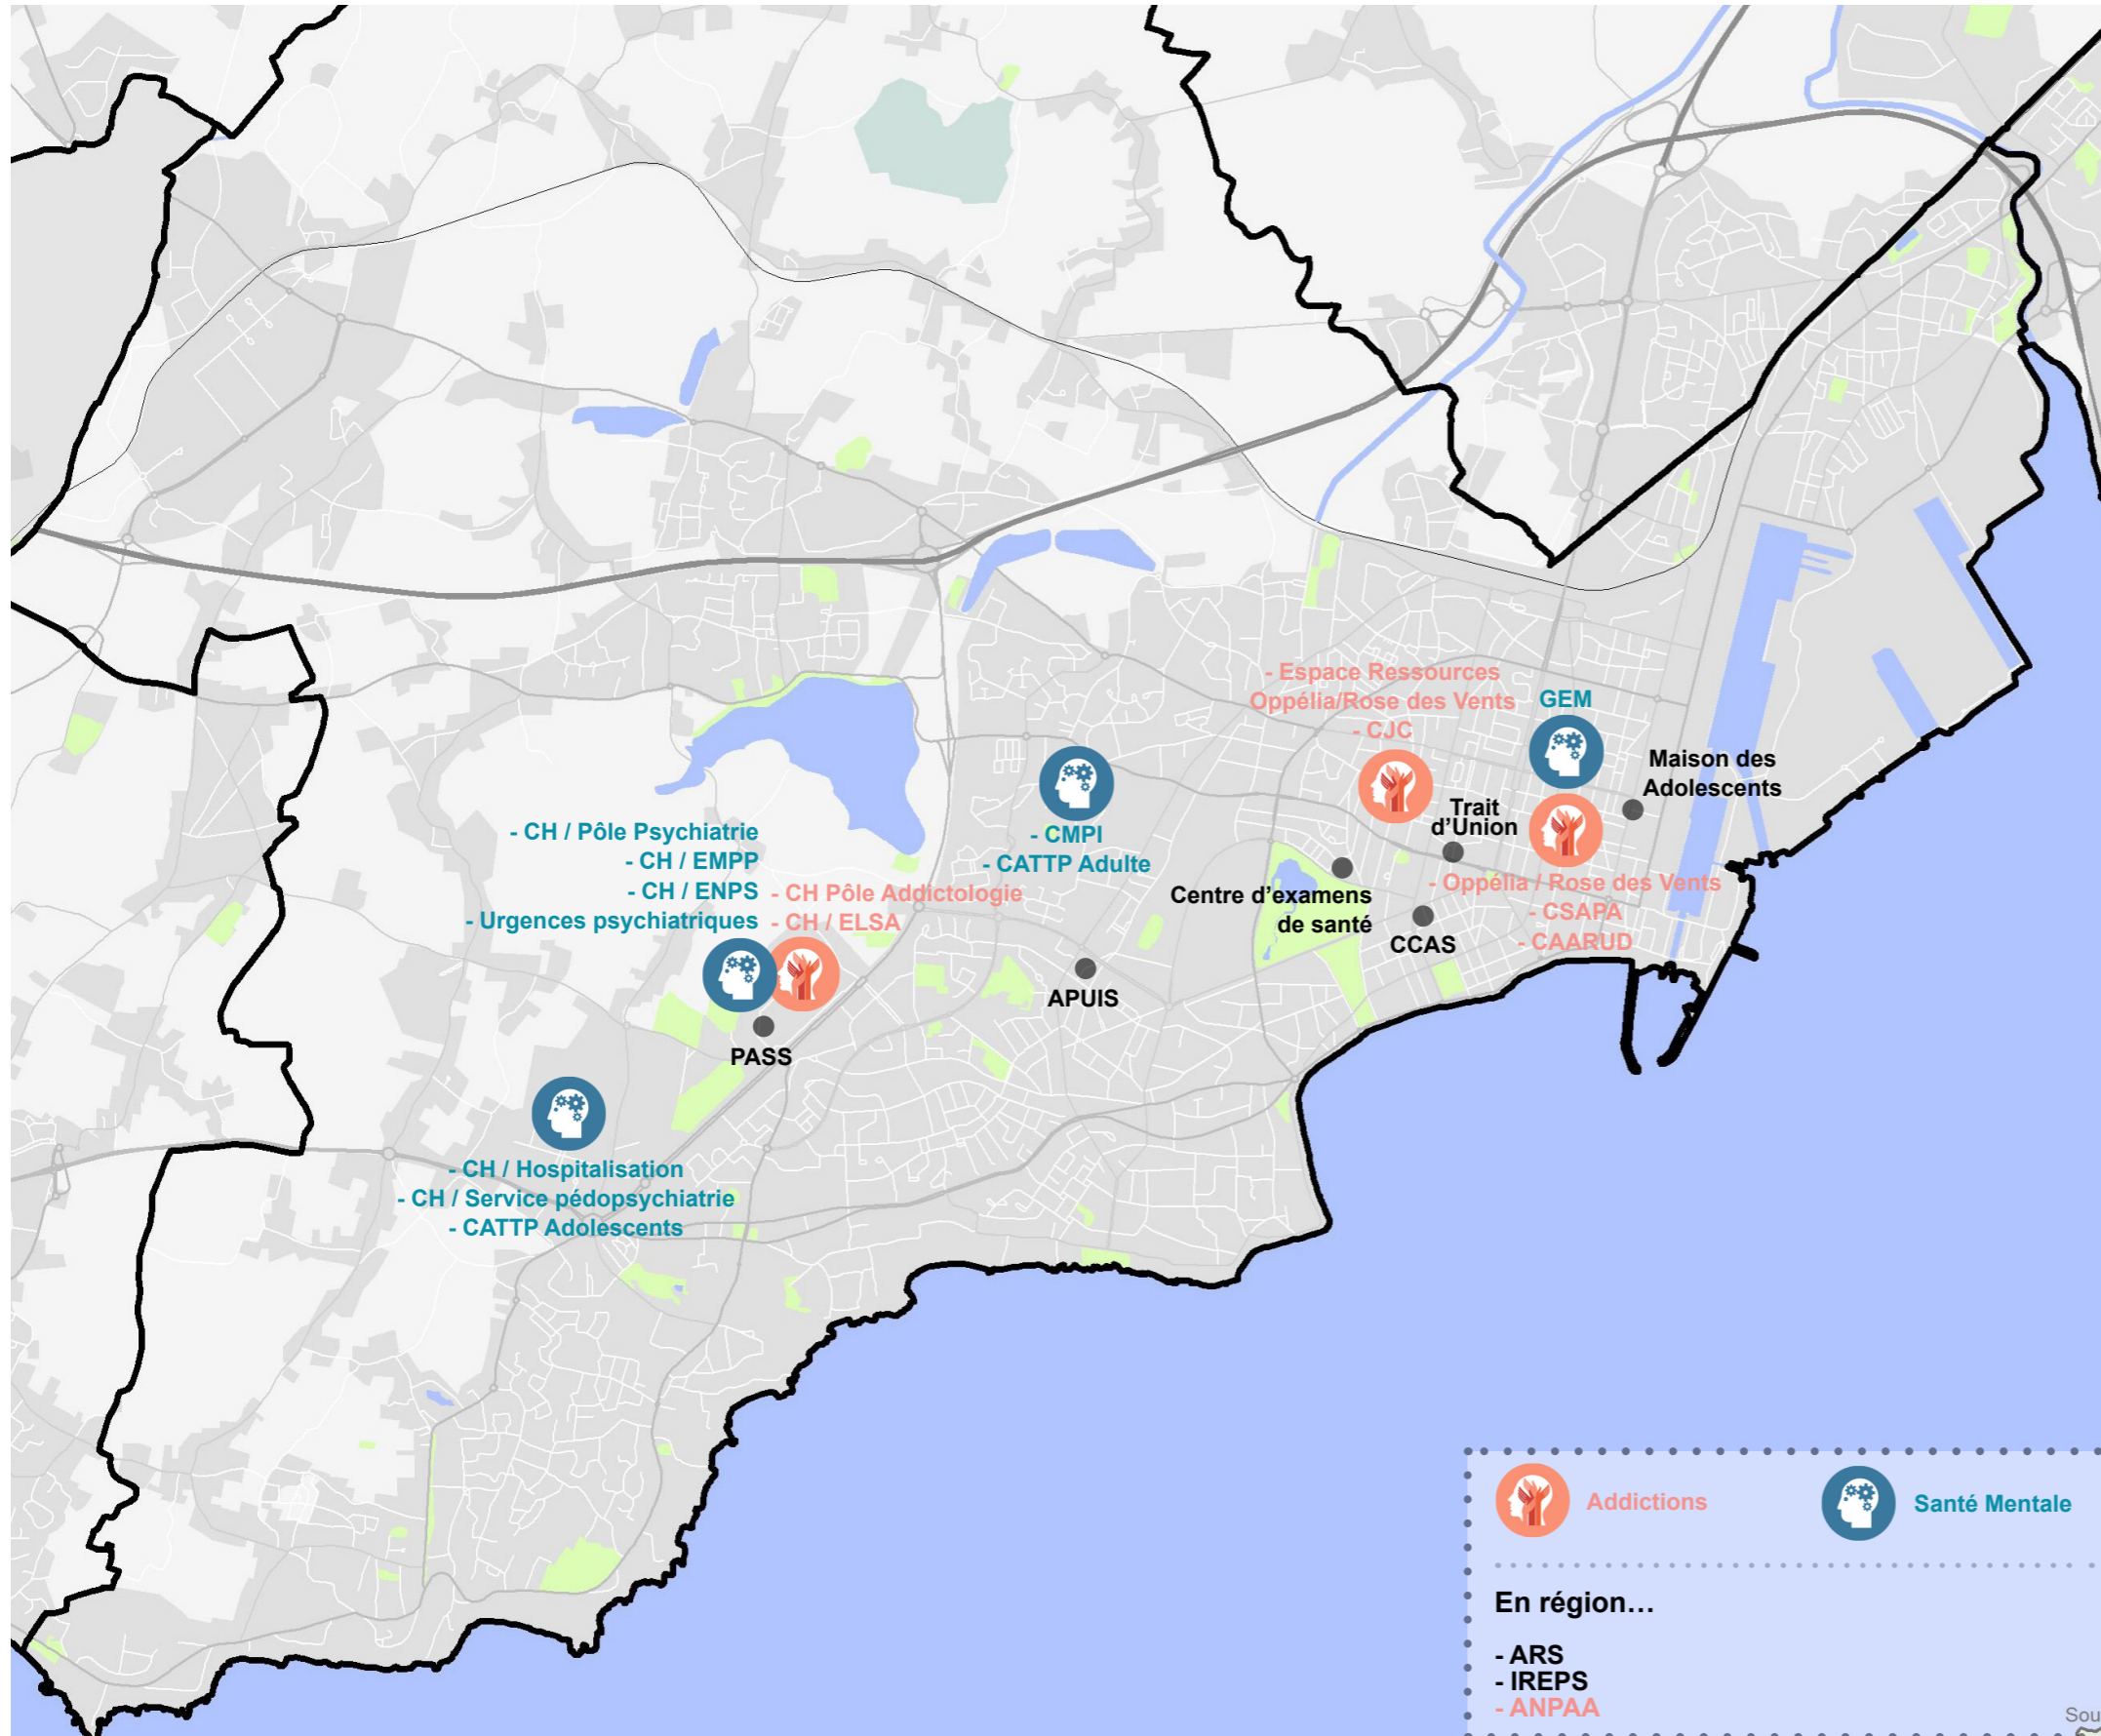 - Espace Ressources
Oppélia/Rose des Vents
- CJC
GEM
Maison des
Adolescents
Trait
d'Union
- CH / Pôle Psychiatrie
- CH / EMPP
- CH / ENPS
- Urgences psychiatriques
- CH Pôle Addictologie
- CH / ELSA
- CMPI
- CATTP Adulte
Centre d'examens
de santé
CCAS
- Oppélia / Rose des Vents
- CSAPA
- CAARUD
APUIS
PASS
- CH / Hospitalisation
- CH / Service pédopsychiatrie
- CATTP Adolescents
Addictions
Santé Mentale
En région...
- ARS
- IREPS
- ANPAA